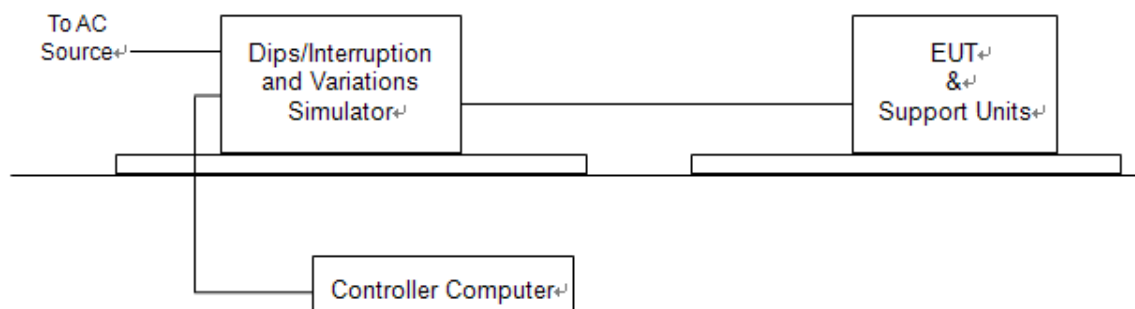 To AC
Source↵
Dips/Interruption
and Variations
Simulator↵
EUT↵
&↵
Support Units↵
Controller Computer↵